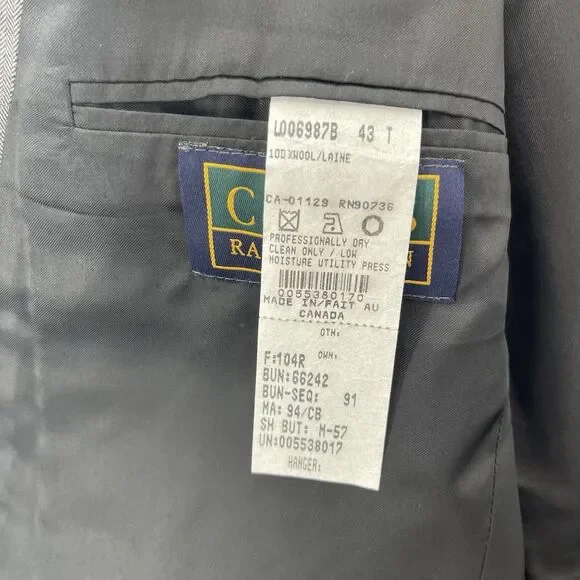 L006987B 43 T
100%WOOL/LAINE
CA-01129 RN90736
PROFESSIONALLY DRY
CLEAN ONLY / LOW
MOISTURE UTILITY PRESS
0055380170
MADE IN/FAIT AU
CANADA
OTH:
F:104R OWN:
BUN:66242
BUN-SEQ: 91
MA: 94/CB
SH BUT: M-57
UN:005538017
HANGER: